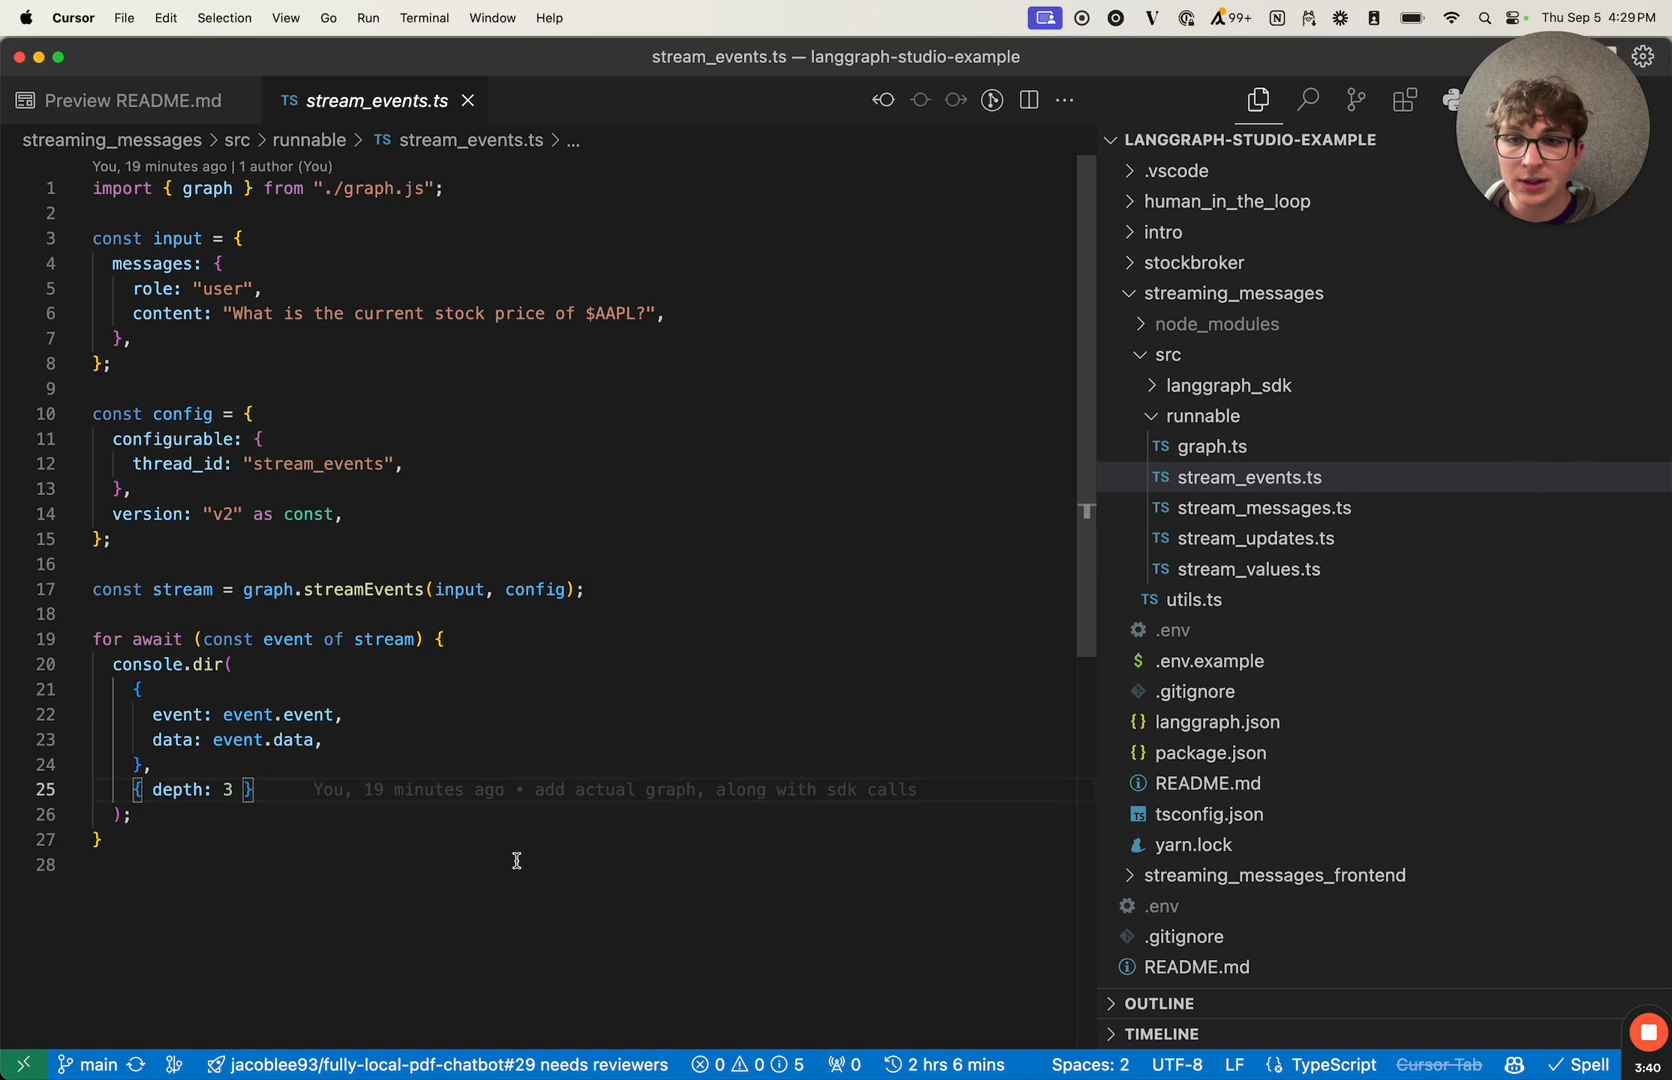 Cursor File Edit Selection View Go Run Terminal Window Help 99+ Thu Sep 5 4:29 PM
stream_events.ts — langgraph-studio-example
Preview README.md TS stream_events.ts
streaming_messages > src > runnable > TS stream_events.ts > ...
You, 19 minutes ago | 1 author (You)
1 import { graph } from "./graph.js";
2
3 const input = {
4 messages: {
5 role: "user",
6 content: "What is the current stock price of $AAPL?",
7 },
8 };
9
10 const config = {
11 configurable: {
12 thread_id: "stream_events",
13 },
14 version: "v2" as const,
15 };
16
17 const stream = graph.streamEvents(input, config);
18
19 for await (const event of stream) {
20 console.dir(
21 {
22 event: event.event,
23 data: event.data,
24 },
25 { depth: 3 } You, 19 minutes ago • add actual graph, along with sdk calls
26 );
27 }
28
LANGGRAPH-STUDIO-EXAMPLE
.vscode
human_in_the_loop
intro
stockbroker
streaming_messages
node_modules
src
langgraph_sdk
runnable
TS graph.ts
TS stream_events.ts
TS stream_messages.ts
TS stream_updates.ts
TS stream_values.ts
TS utils.ts
.env
$ .env.example
.gitignore
{} langgraph.json
{} package.json
README.md
TS tsconfig.json
yarn.lock
streaming_messages_frontend
.env
.gitignore
README.md
OUTLINE
TIMELINE
main jacoblee93/fully-local-pdf-chatbot#29 needs reviewers 0 0 5 0 2 hrs 6 mins Spaces: 2 UTF-8 LF TypeScript Cursor Tab Spell
3:40